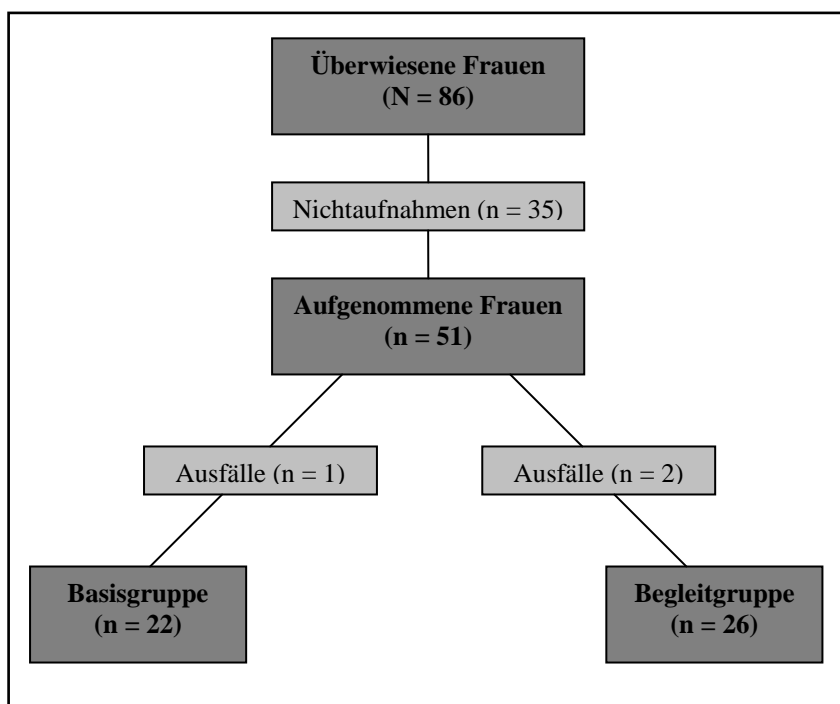 Überwiesene Frauen
(N = 86)
Nichtaufnahmen (n = 35)
Aufgenommene Frauen
(n = 51)
Ausfälle (n = 1)
Ausfälle (n = 2)
Basisgruppe
(n = 22)
Begleitgruppe
(n = 26)